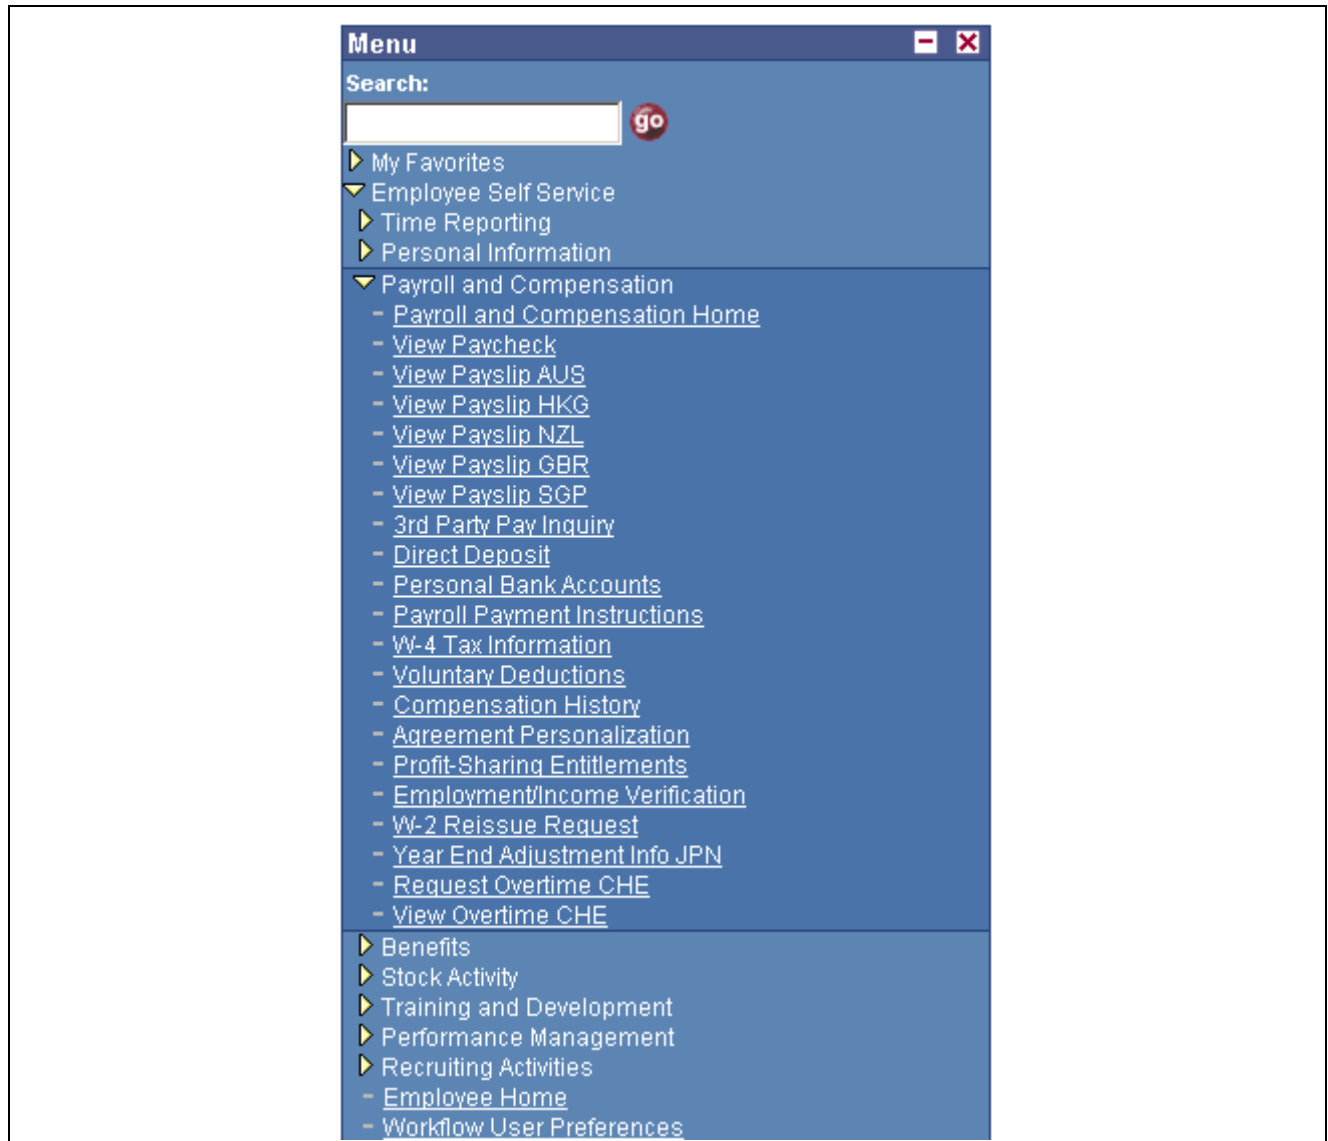 Menu
Search:
go
My Favorites
Employee Self Service
Time Reporting
Personal Information
Payroll and Compensation
Payroll and Compensation Home
View Paycheck
View Payslip AUS
View Payslip HKG
View Payslip NZL
View Payslip GBR
View Payslip SGP
3rd Party Pay Inquiry
Direct Deposit
Personal Bank Accounts
Payroll Payment Instructions
W-4 Tax Information
Voluntary Deductions
Compensation History
Agreement Personalization
Profit-Sharing Entitlements
Employment/Income Verification
W-2 Reissue Request
Year End Adjustment Info JPN
Request Overtime CHE
View Overtime CHE
Benefits
Stock Activity
Training and Development
Performance Management
Recruiting Activities
Employee Home
Workflow User Preferences